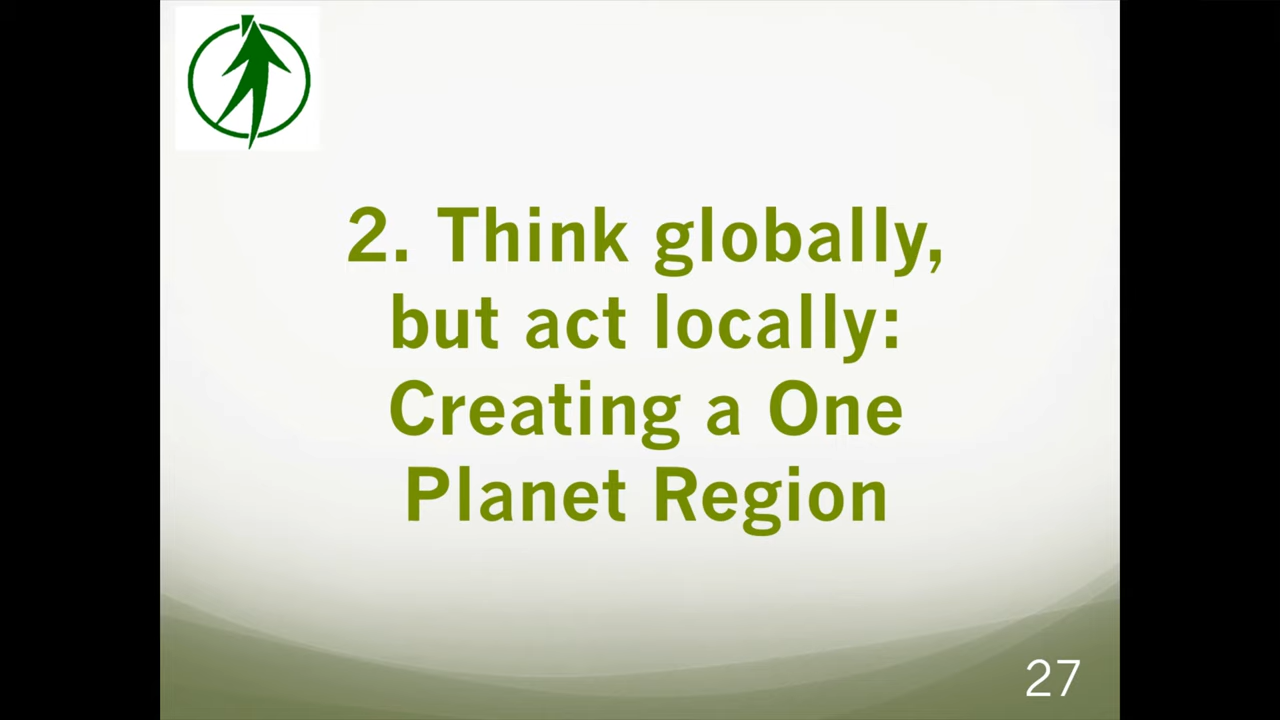 2. Think globally,
but act locally:
Creating a One
Planet Region
27